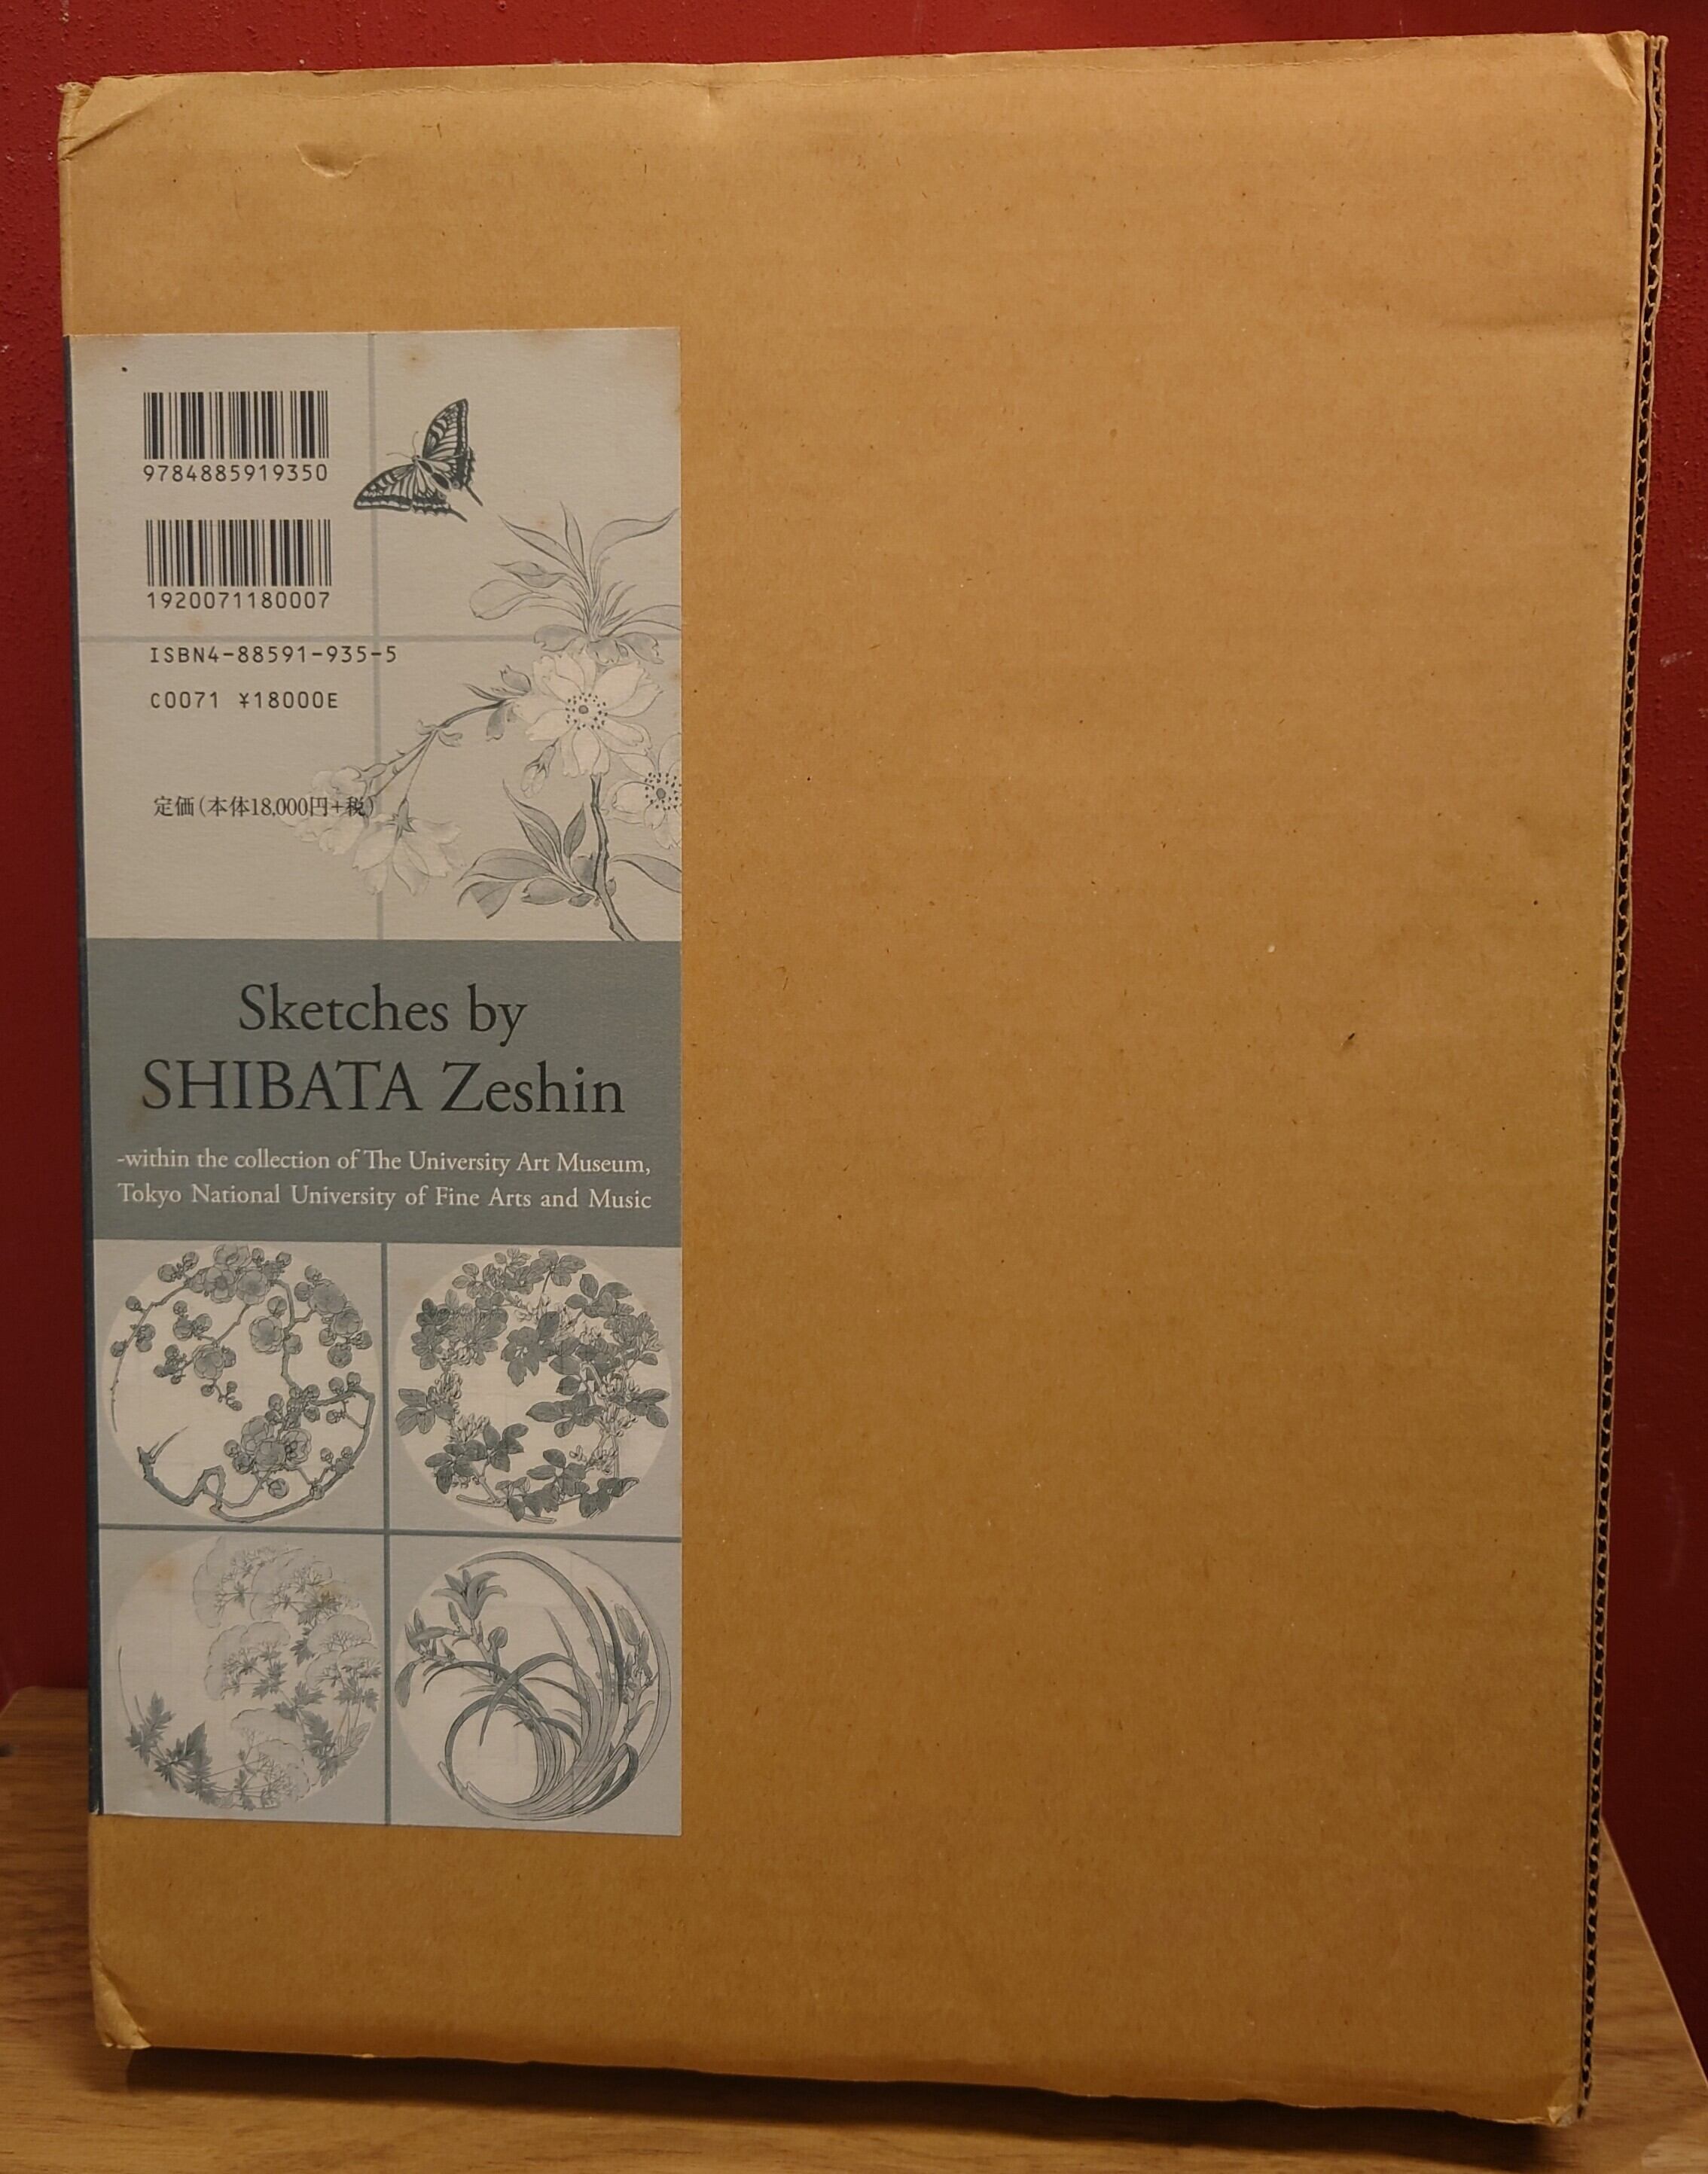 9784885919350
1920071180007
ISBN4-88591-935-5
C0071 ¥18000E
定価(本体18,000円+税)
Sketches by
SHIBATA Zeshin
-within the collection of The University Art Museum,
Tokyo National University of Fine Arts and Music